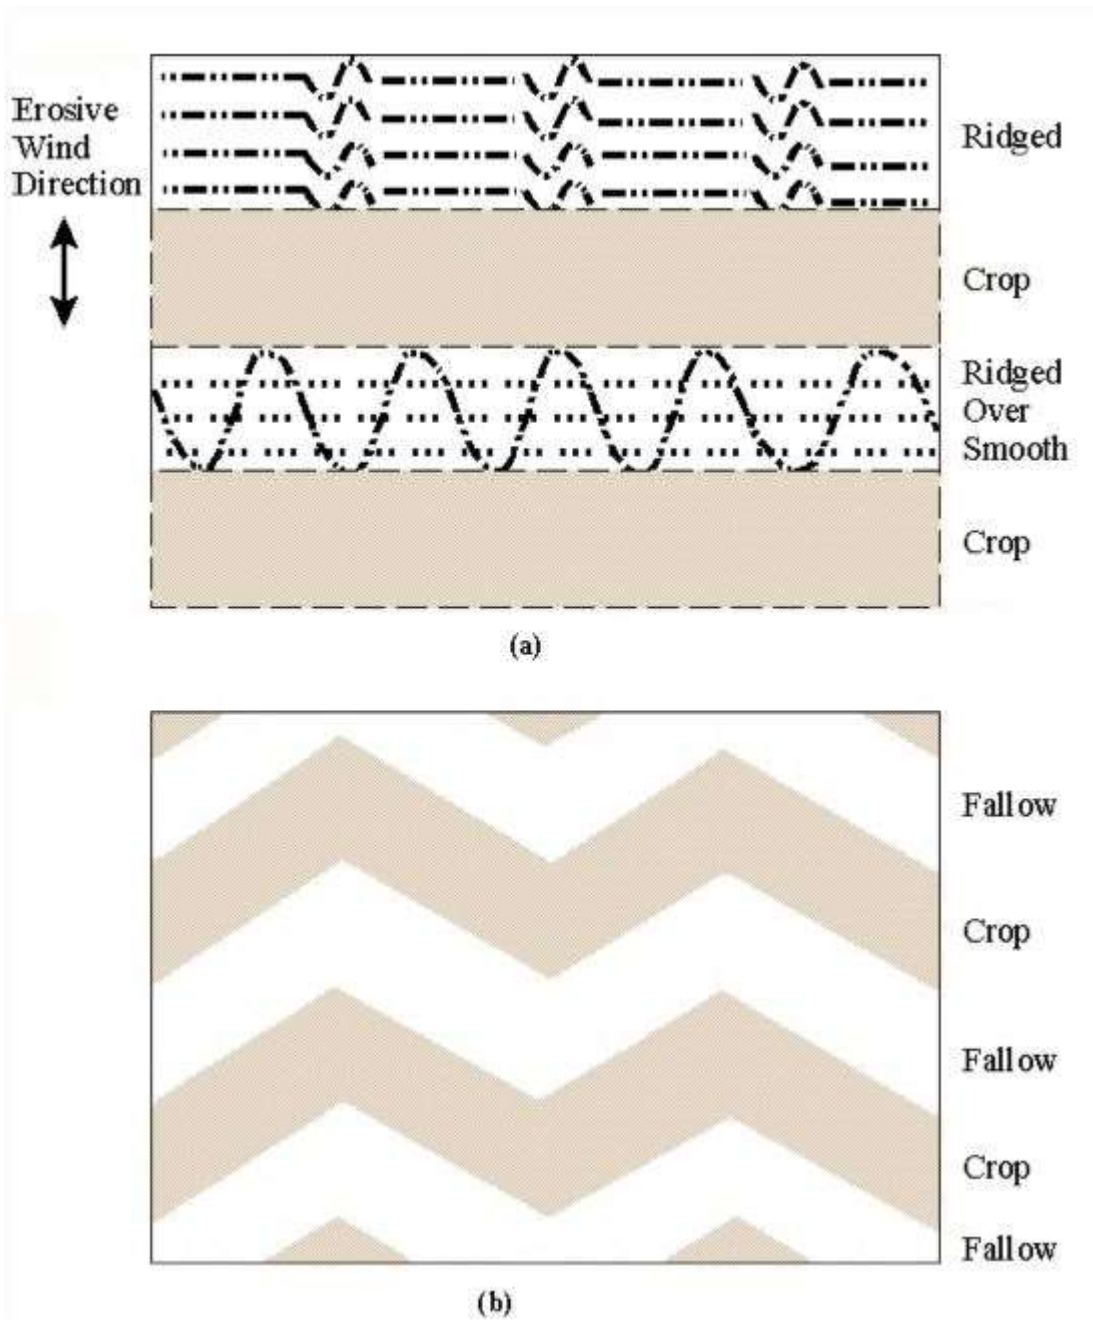 Erosive
Wind
Direction
Ridged
Crop
Ridged
Over
Smooth
Crop
(a)
Fallow
Crop
Fallow
Crop
Fallow
(b)